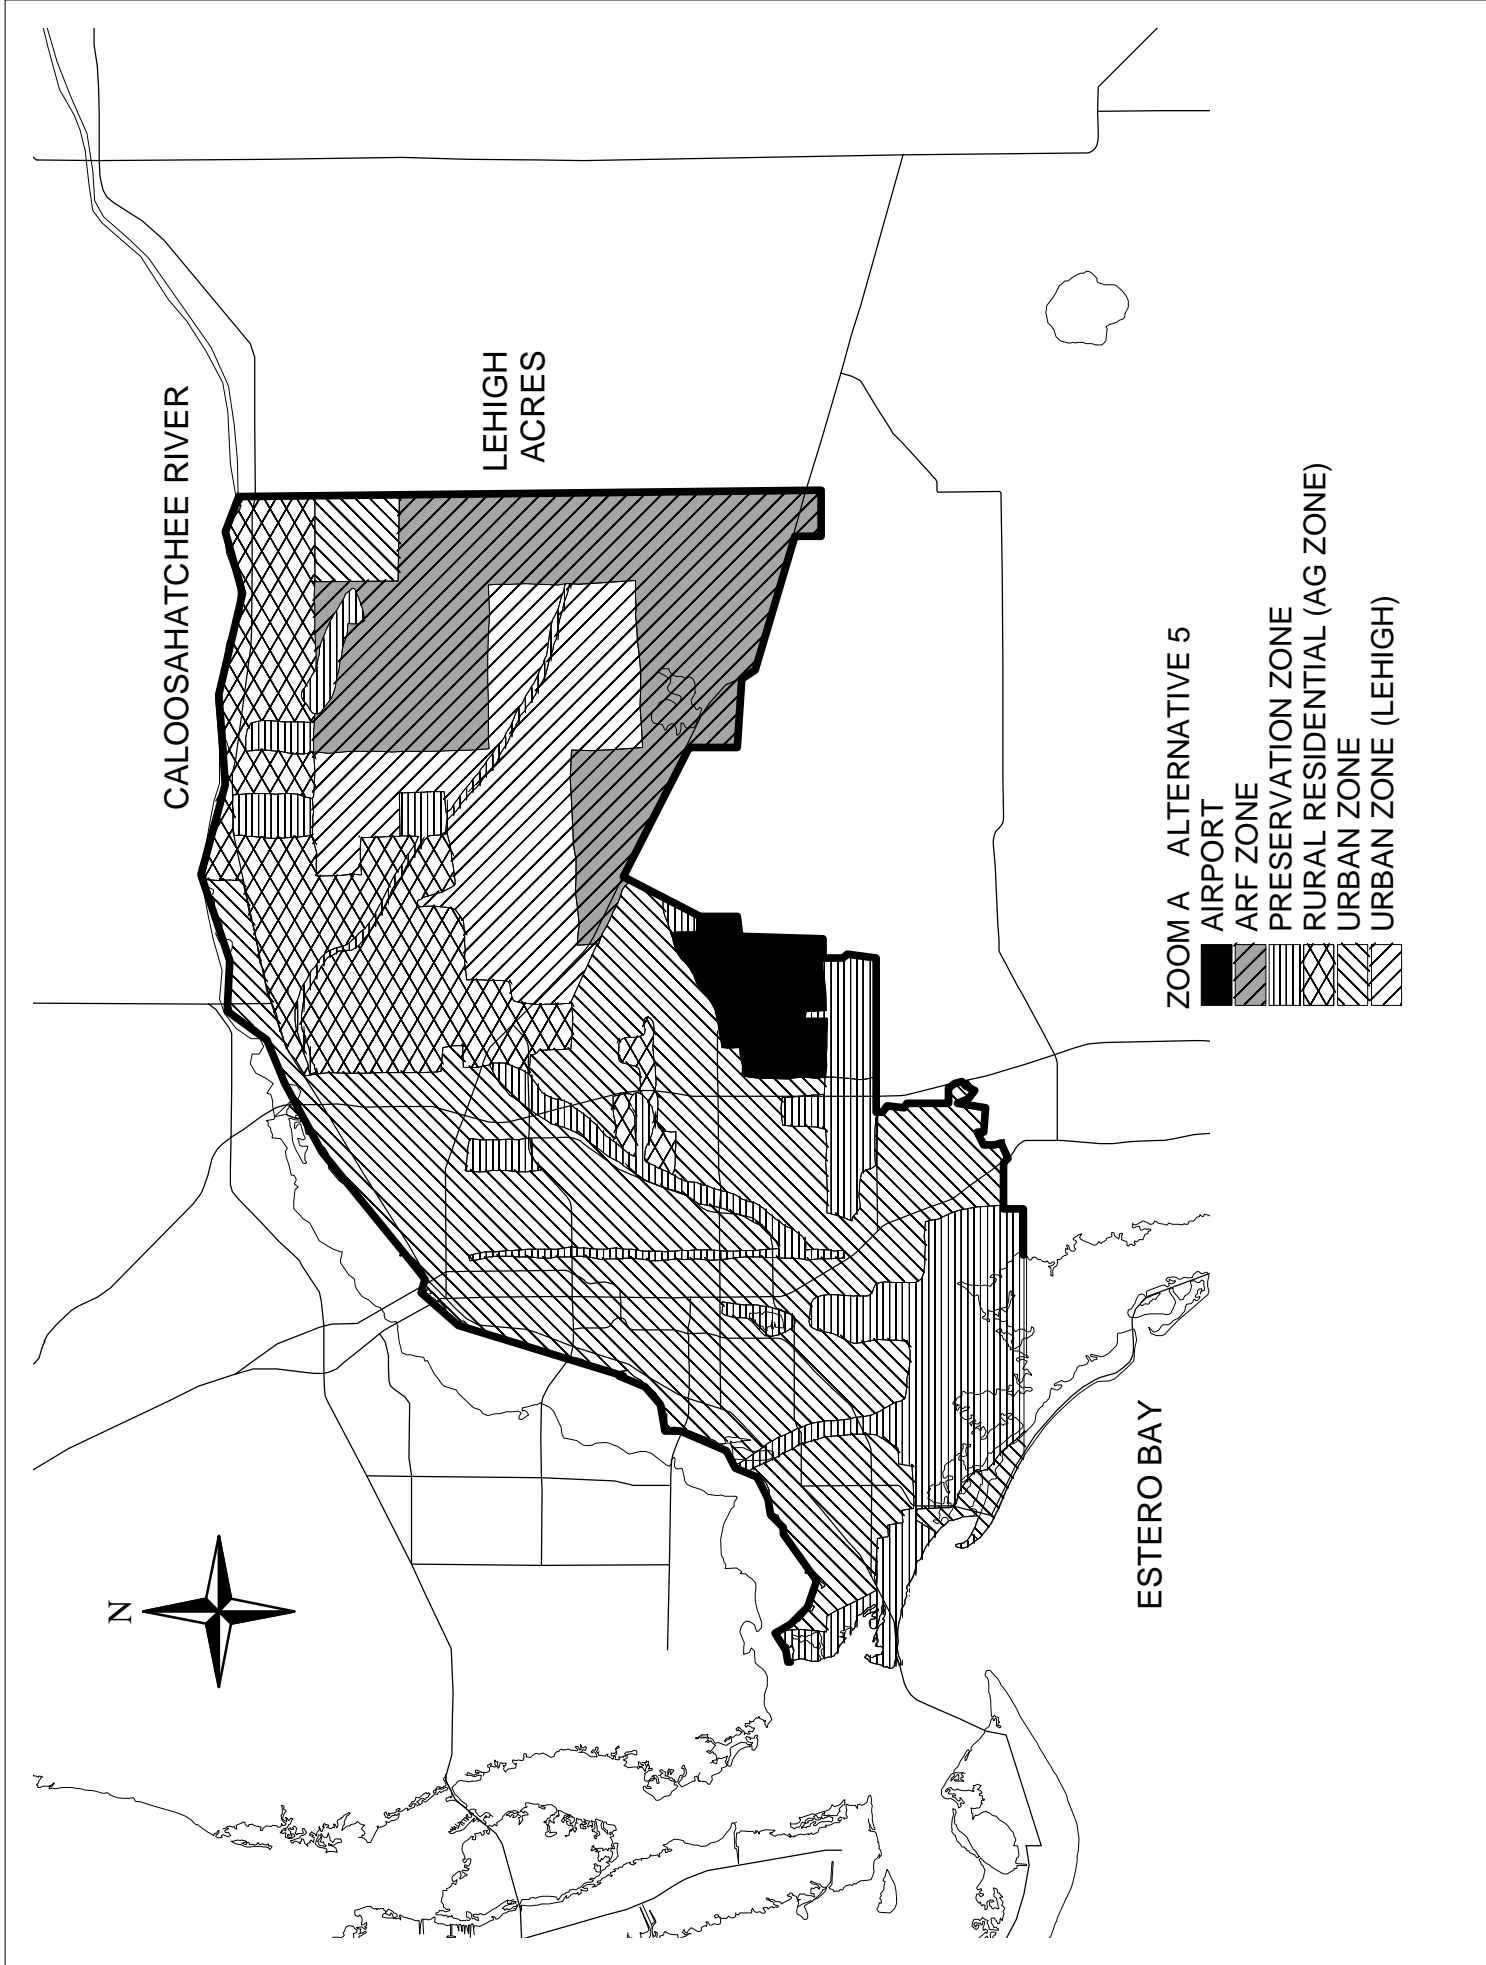 N
CALOOSAHATCHEE RIVER
LEHIGH
ACRES
ESTERO BAY
ZOOM A ALTERNATIVE 5
AIRPORT
ARF ZONE
PRESERVATION ZONE
RURAL RESIDENTIAL (AG ZONE)
URBAN ZONE
URBAN ZONE (LEHIGH)